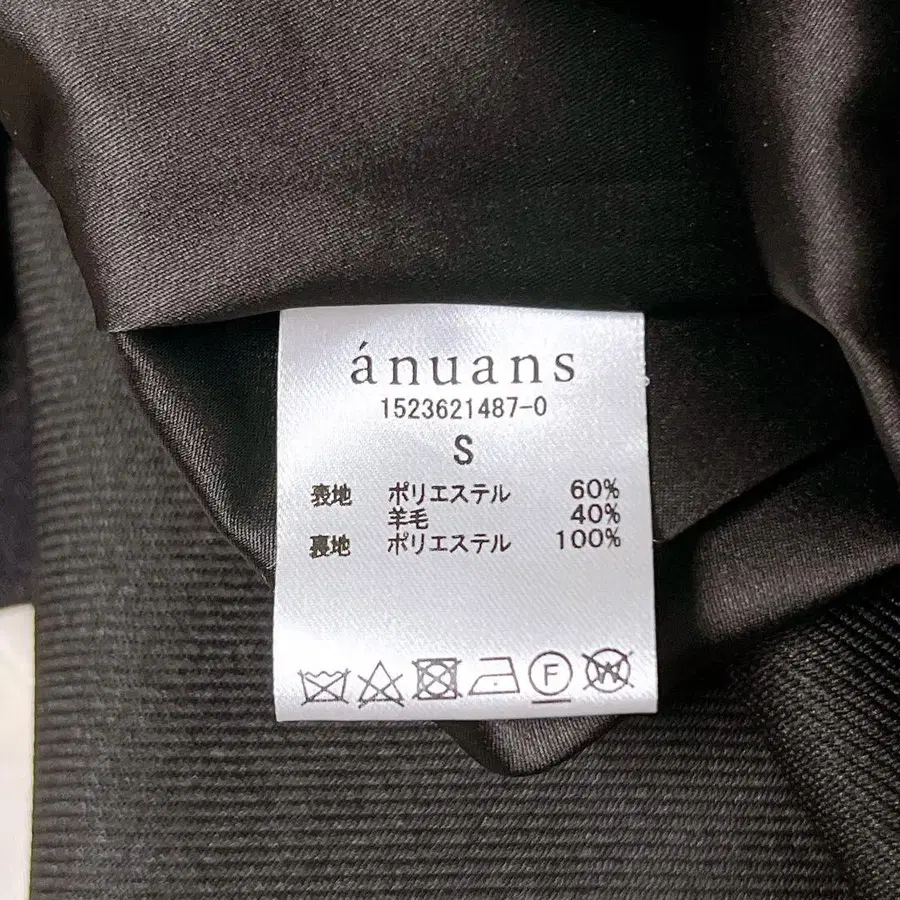 ánuans
1523621487-0
S
表地 ポリエステル 60%
羊毛 40%
裏地 ポリエステル 100%